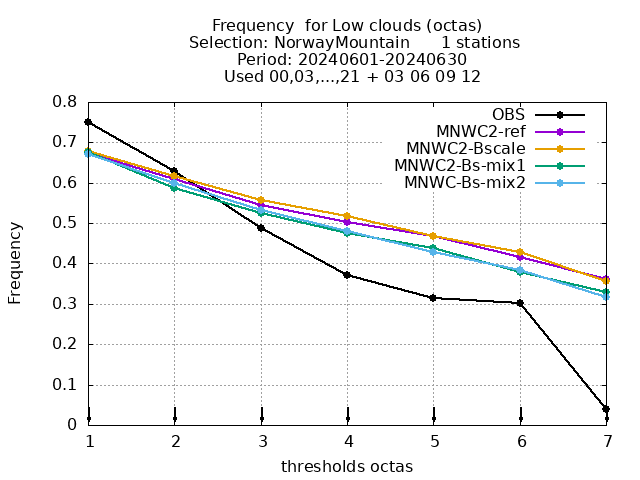 Frequency  for Low clouds (octas)
Selection: NorwayMountain      1 stations
Period: 20240601-20240630
Used 00,03,...,21 + 03 06 09 12
OBS
MNWC2-ref
MNWC2-Bscale
MNWC2-Bs-mix1
MNWC-Bs-mix2
Frequency
0.8
0.7
0.6
0.5
0.4
0.3
0.2
0.1
0
1 2 3 4 5 6 7
thresholds octas